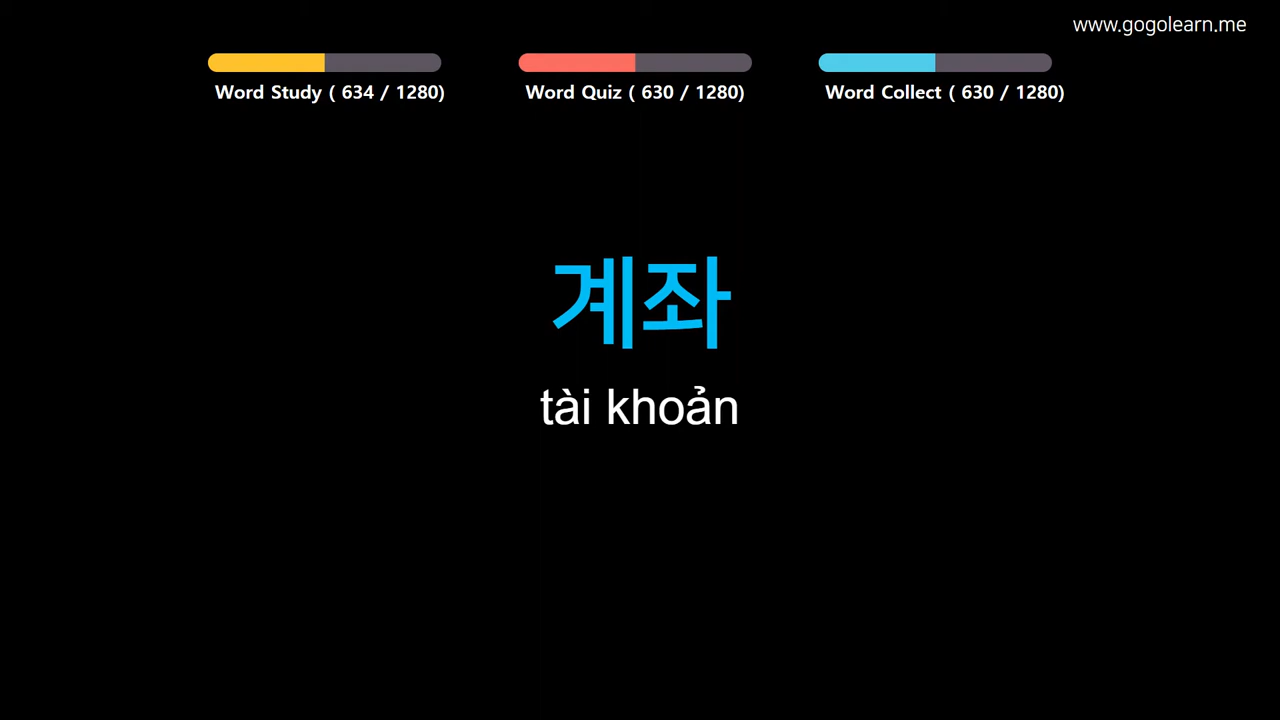 www.gogolearn.me
Word Study ( 634 / 1280)
Word Quiz ( 630 / 1280)
Word Collect ( 630 / 1280)
계좌
tài khoản